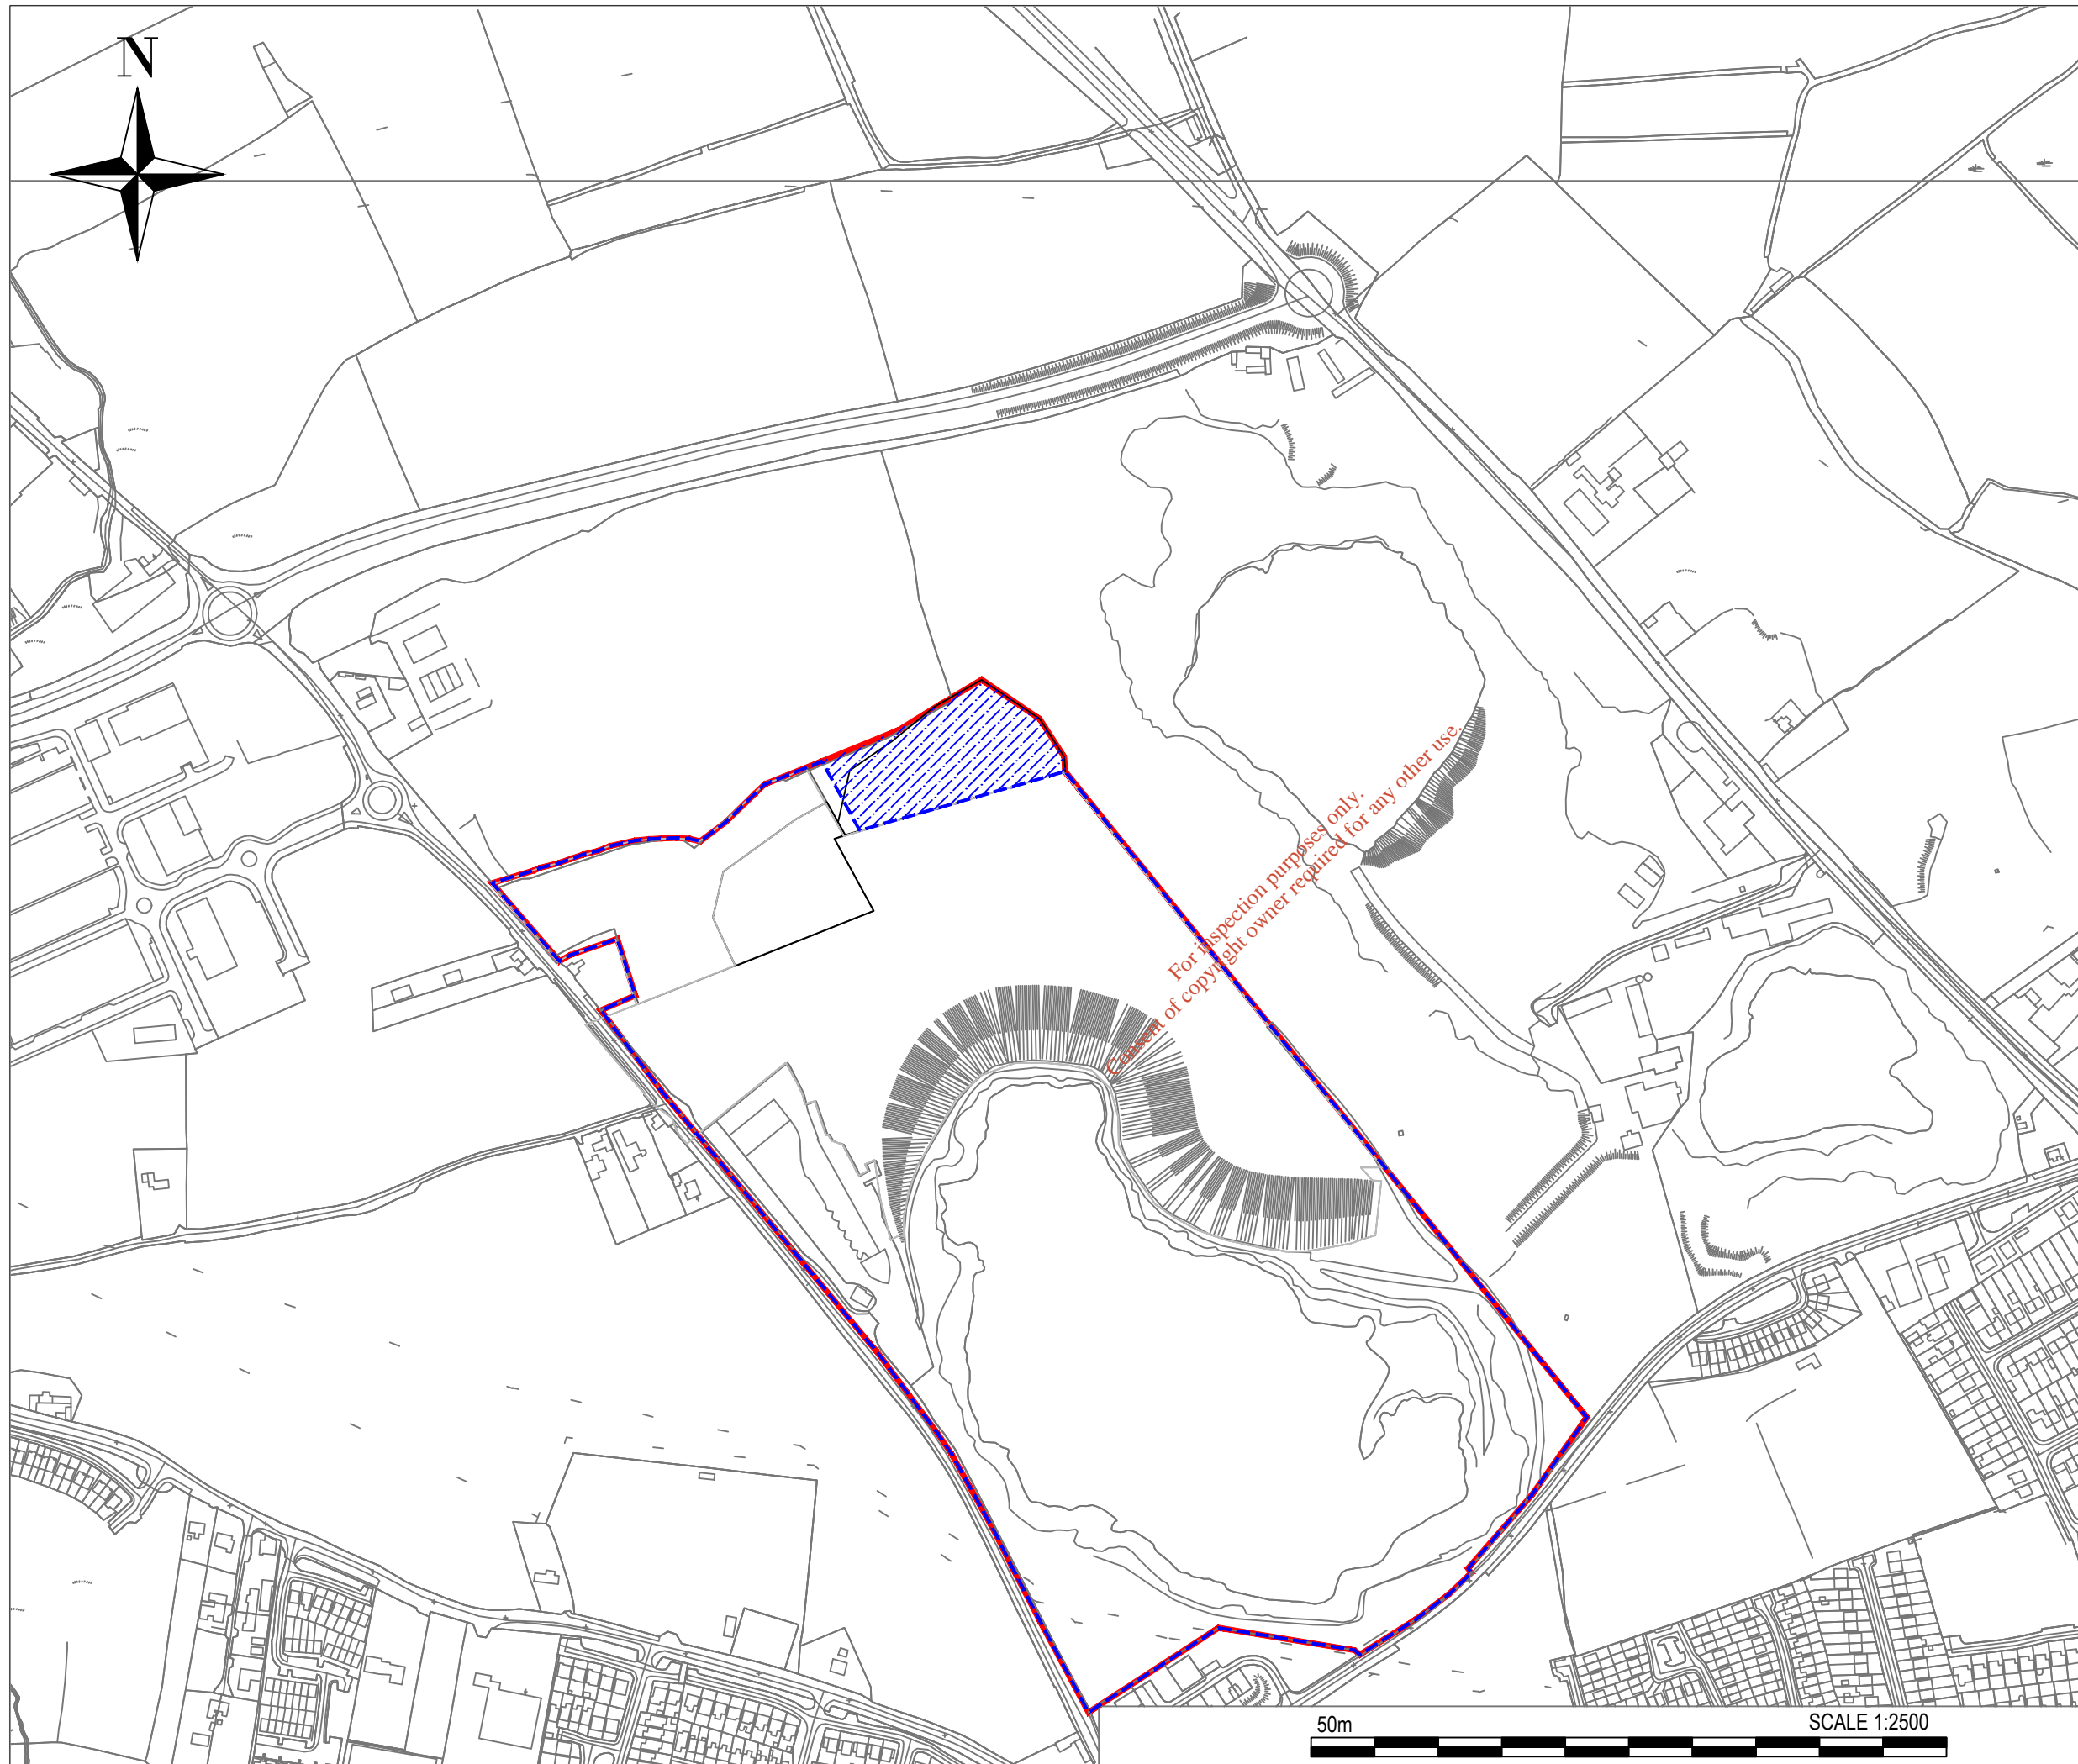 N
For inspection purposes only.
Consent of copyright owner required for any other use.
50m
SCALE 1:2500